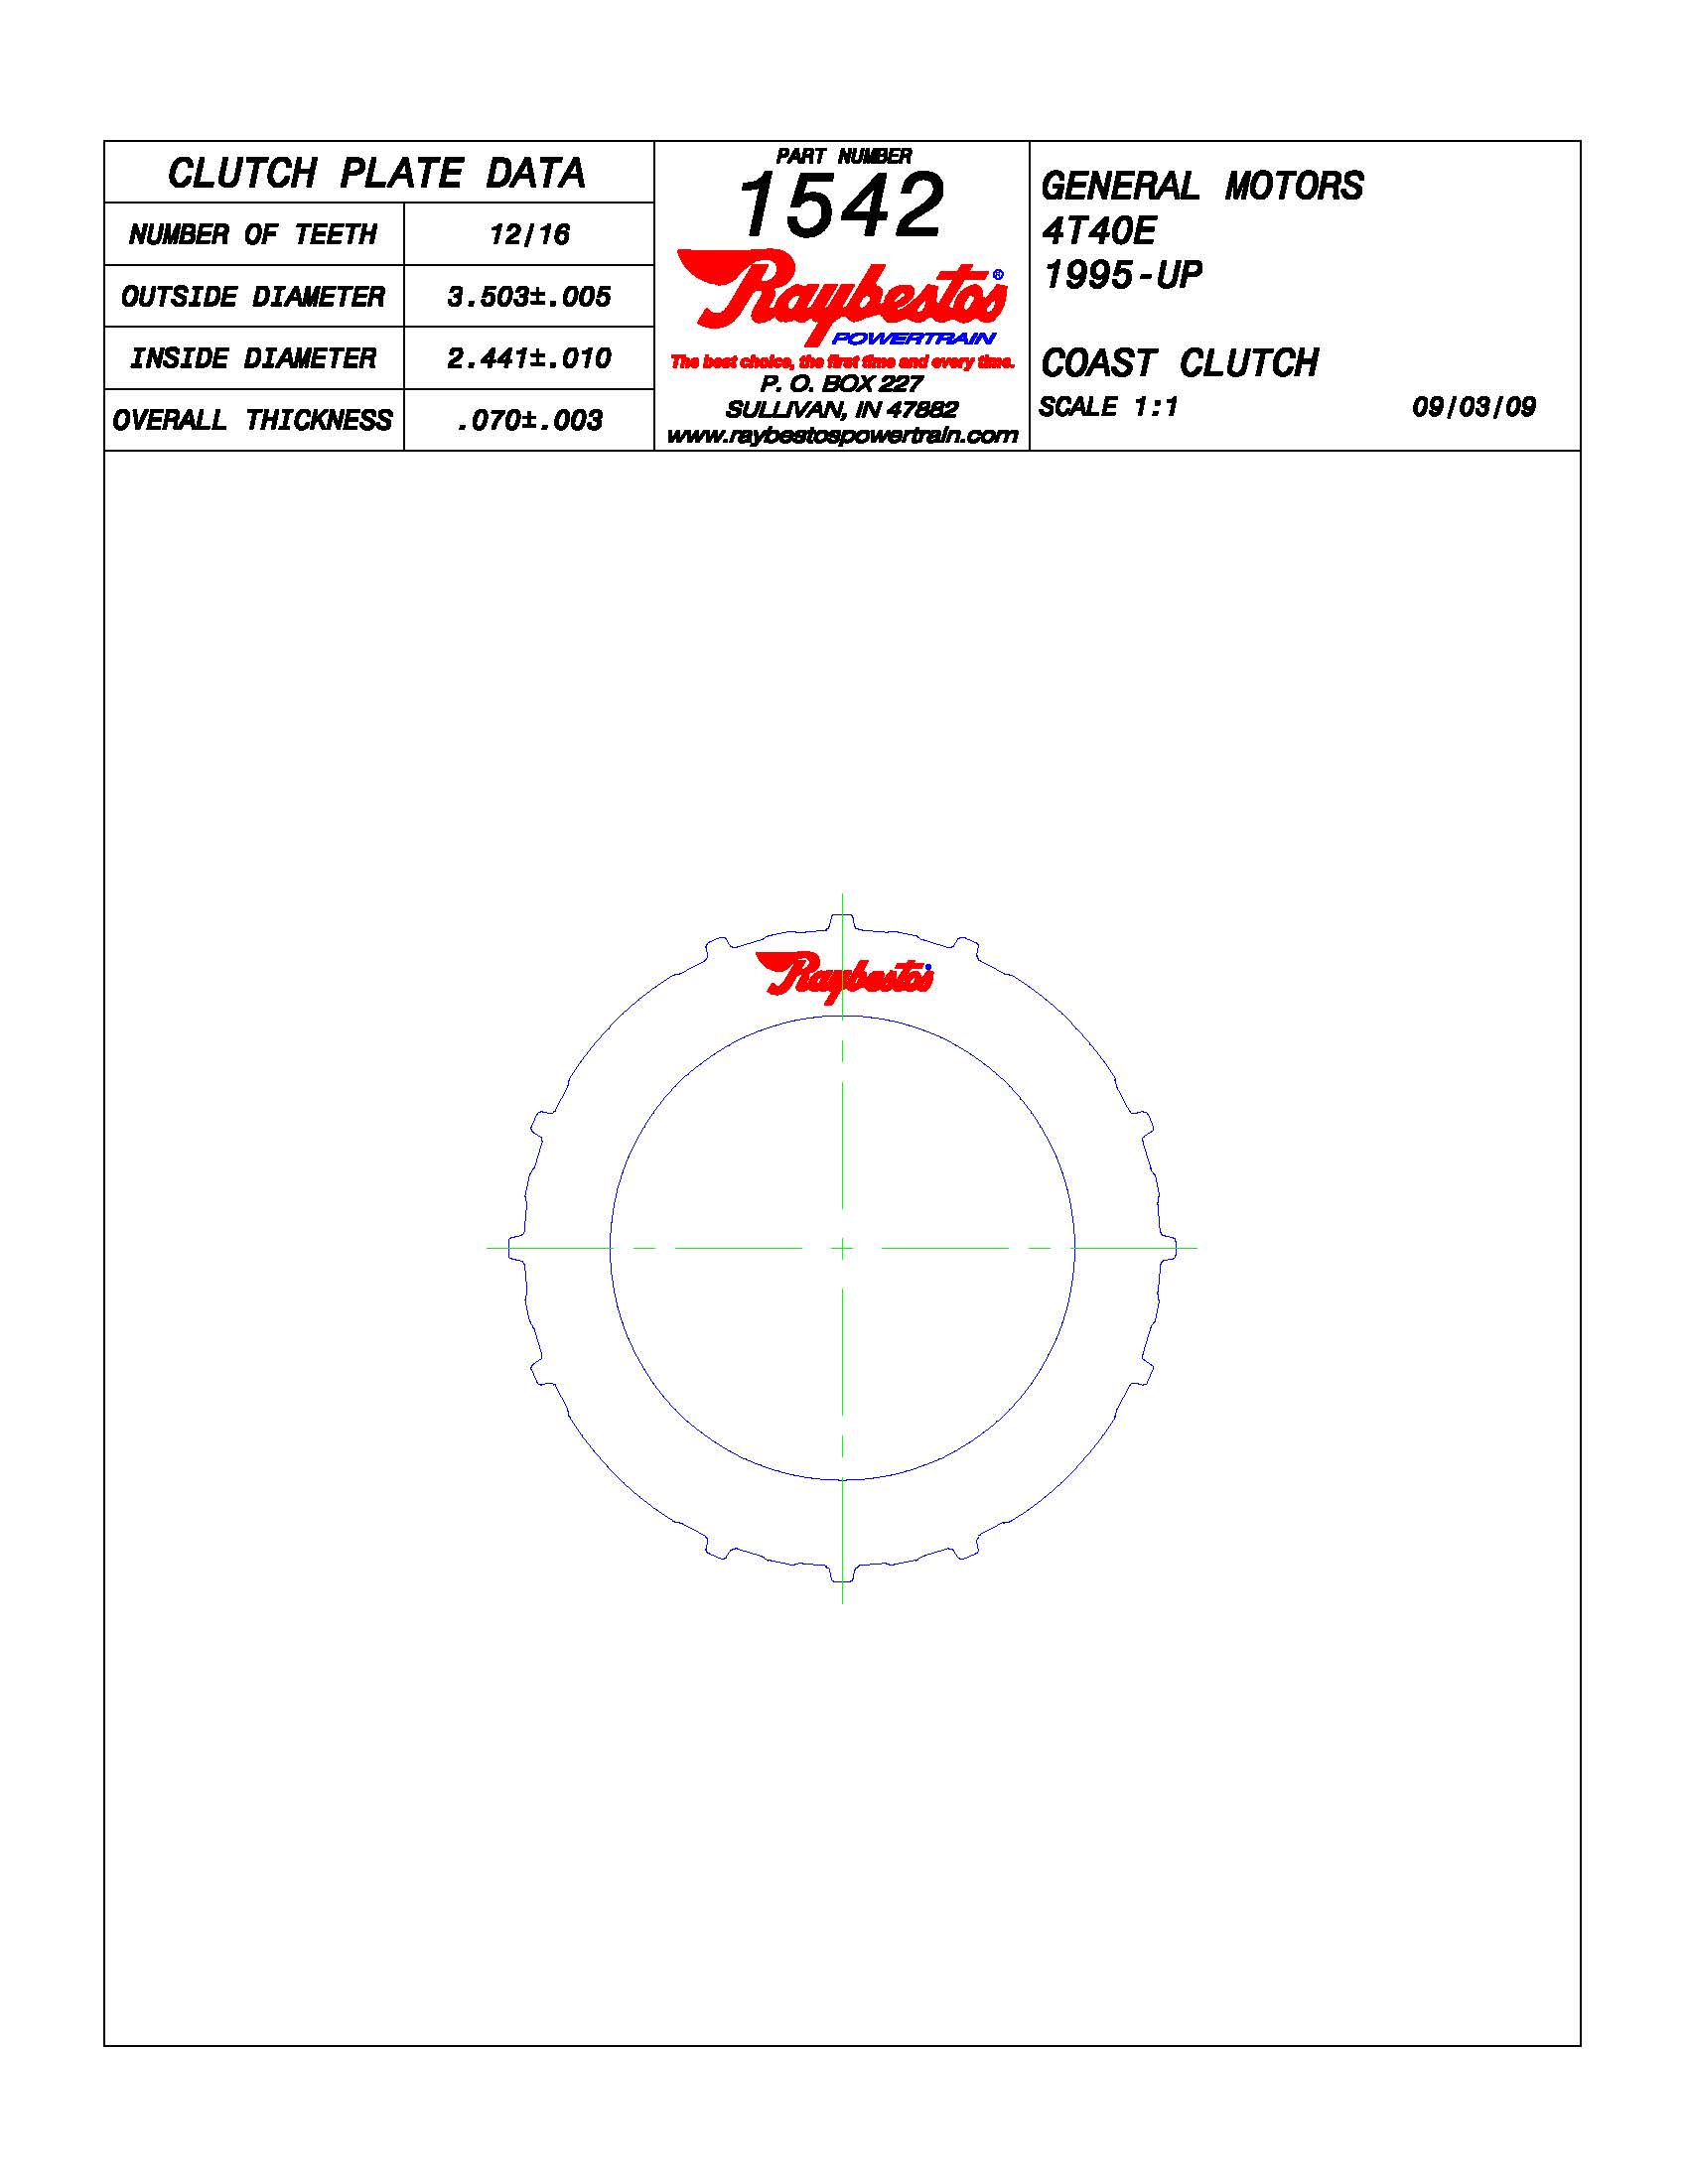 CLUTCH PLATE DATA
NUMBER OF TEETH 12/16
OUTSIDE DIAMETER 3.503±.005
INSIDE DIAMETER 2.441±.010
OVERALL THICKNESS .070±.003
PART NUMBER
1542
Raybestos®
POWERTRAIN
The best choice, the first time and every time.
P. O. BOX 227
SULLIVAN, IN 47882
www.raybestospowertrain.com
GENERAL MOTORS
4T40E
1995-UP
COAST CLUTCH
SCALE 1:1 09/03/09
Raybestos